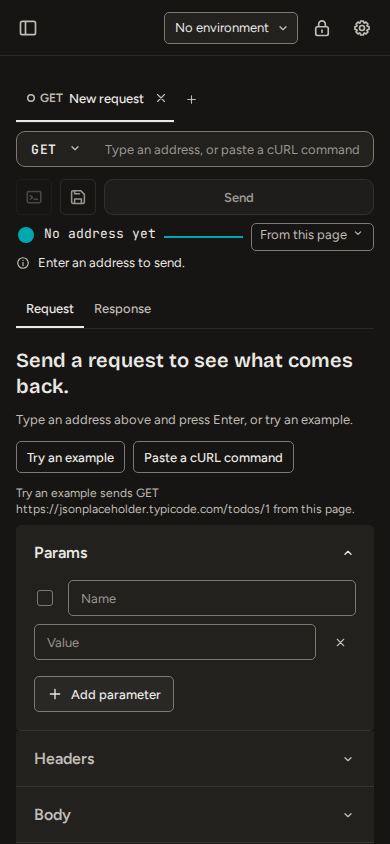 No environment
GET New request
GET Type an address, or paste a cURL command
Send
No address yet From this page
Enter an address to send.
Request Response
Send a request to see what comes
back.
Type an address above and press Enter, or try an example.
Try an example Paste a cURL command
Try an example sends GET
https://jsonplaceholder.typicode.com/todos/1 from this page.
Params
Name
Value
Add parameter
Headers
Body